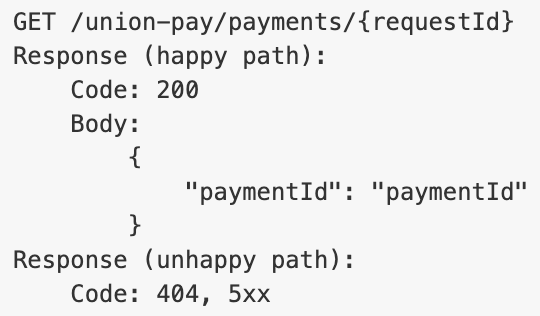 GET /union-pay/payments/{requestId}
Response (happy path):
    Code: 200
    Body:
        {
            "paymentId": "paymentId"
        }
Response (unhappy path):
    Code: 404, 5xx